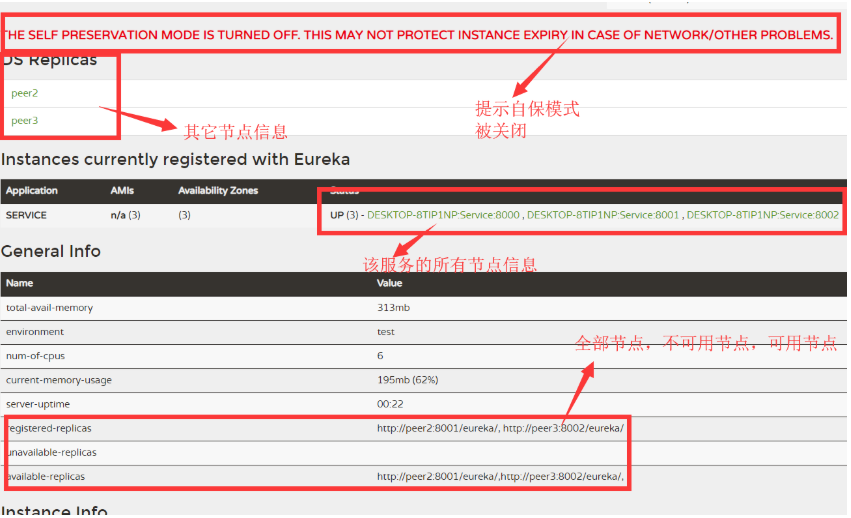 THE SELF PRESERVATION MODE IS TURNED OFF. THIS MAY NOT PROTECT INSTANCE EXPIRY IN CASE OF NETWORK/OTHER PROBLEMS.
DS Replicas
peer2
提示自保模式
被关闭
peer3
其它节点信息
Instances currently registered with Eureka
Application AMIs Availability Zones Status
SERVICE n/a (3) (3) UP (3) - DESKTOP-8TIP1NP:Service:8000 , DESKTOP-8TIP1NP:Service:8001 , DESKTOP-8TIP1NP:Service:8002
General Info
该服务的所有节点信息
Name Value
total-avail-memory 313mb
environment test
全部节点，不可用节点，可用节点
num-of-cpus 6
current-memory-usage 195mb (62%)
server-uptime 00:22
registered-replicas http://peer2:8001/eureka/, http://peer3:8002/eureka/
unavailable-replicas
available-replicas http://peer2:8001/eureka/,http://peer3:8002/eureka/,
Instance Info